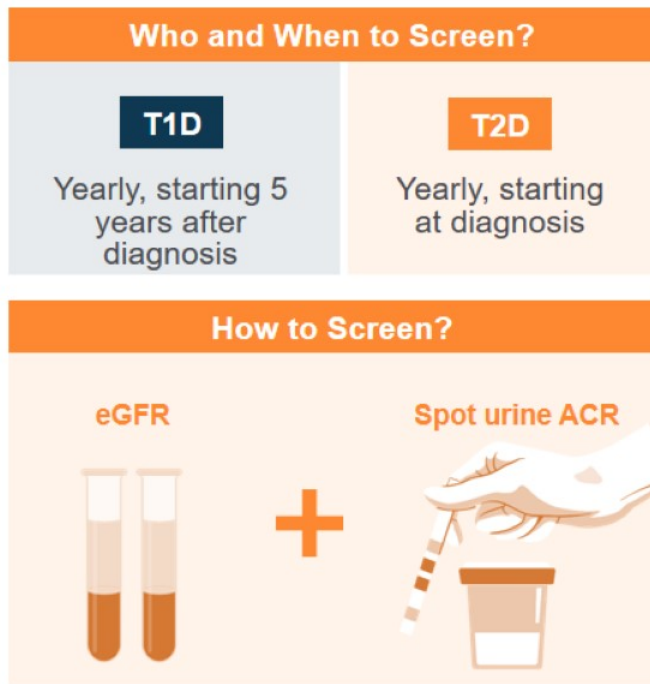 Who and When to Screen?
T1D
Yearly, starting 5
years after
diagnosis
T2D
Yearly, starting
at diagnosis
How to Screen?
eGFR
Spot urine ACR